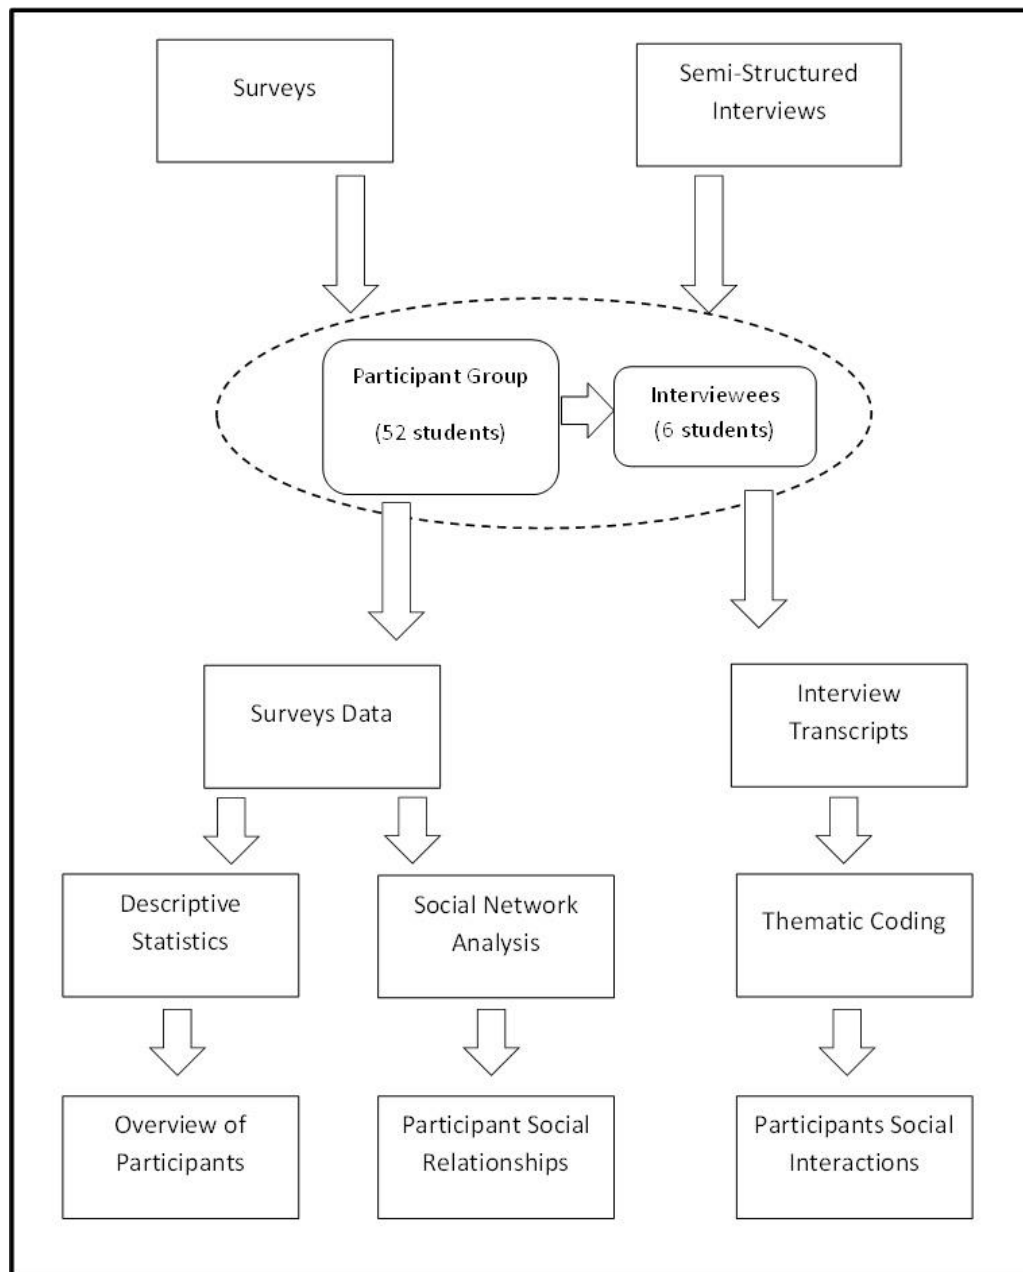 Surveys
Semi-Structured
Interviews
Participant Group
(52 students)
Interviewees
(6 students)
Surveys Data
Interview
Transcripts
Descriptive
Statistics
Social Network
Analysis
Thematic Coding
Overview of
Participants
Participant Social
Relationships
Participants Social
Interactions